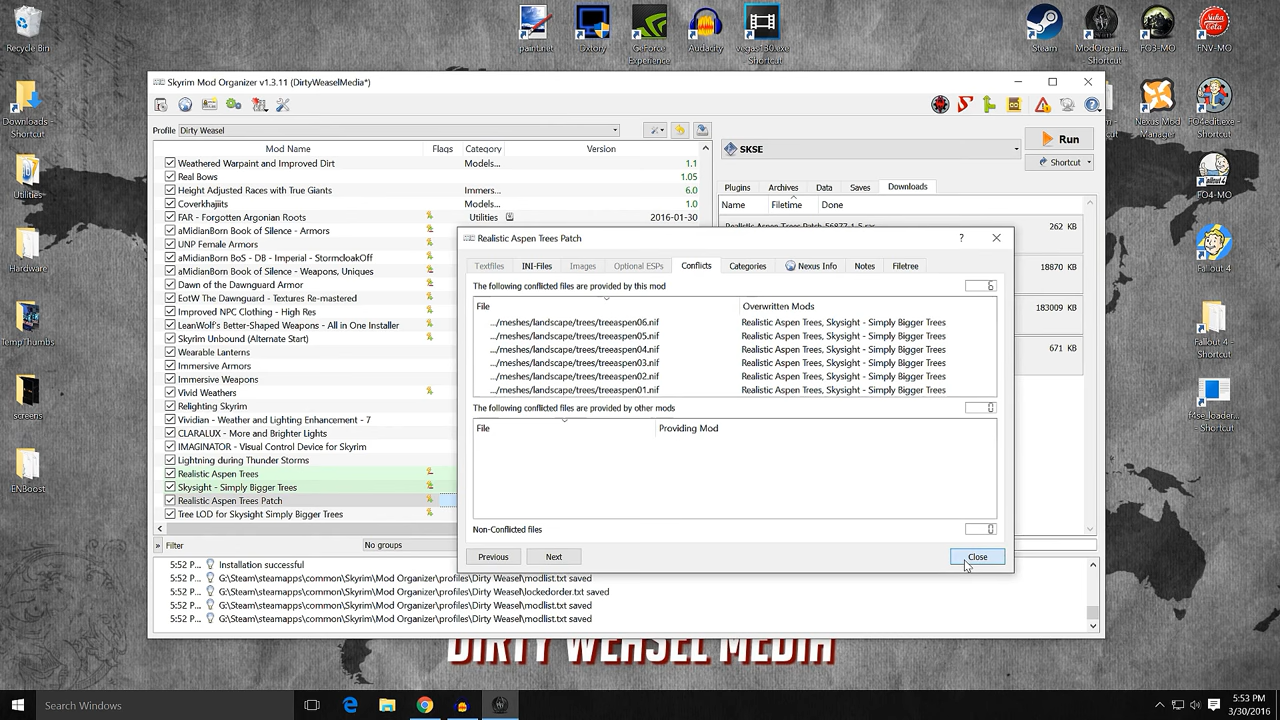 Recycle Bin
Downloads - Shortcut
Utilities-
Hardware
TempThumbs
screens
ENBoost
paint.net
Dxtory
GeForce Experience
Audacity
vegas130.exe Shortcut
Steam
ModOrganiz... - Shortcut
FO3-MO
FNV-MO
Nexus Mod Manager
FO4edit.exe - Shortcut
FO4-MO
Fallout 4
Fallout 4 - Shortcut
f4se_loader... - Shortcut
Skyrim Mod Organizer v1.3.11 (DirtyWeaselMedia*)
Profile Dirty Weasel
Mod Name Flags Category Version
Weathered Warpaint and Improved Dirt Models... 1.1
Real Bows 1.05
Height Adjusted Races with True Giants Immers... 6.0
Coverkhajiits Models... 1.0
FAR - Forgotten Argonian Roots Utilities 2016-01-30
aMidianBorn Book of Silence - Armors
UNP Female Armors
aMidianBorn BoS - DB - Imperial - StormcloakOff
aMidianBorn Book of Silence - Weapons, Uniques
Dawn of the Dawnguard Armor
EotW The Dawnguard - Textures Re-mastered
Improved NPC Clothing - High Res
LeanWolf's Better-Shaped Weapons - All in One Installer
Skyrim Unbound (Alternate Start)
Wearable Lanterns
Immersive Armors
Immersive Weapons
Vivid Weathers
Relighting Skyrim
Vividian - Weather and Lighting Enhancement - 7
CLARALUX - More and Brighter Lights
IMAGINATOR - Visual Control Device for Skyrim
Lightning during Thunder Storms
Realistic Aspen Trees
Skysight - Simply Bigger Trees
Realistic Aspen Trees Patch
Tree LOD for Skysight Simply Bigger Trees
Filter No groups
SKSE
Run
Shortcut
Plugins Archives Data Saves Downloads
Name Filetime Done
Realistic Aspen Trees Patch-56877-1-5.rar 262 KB
18870 KB
183009 KB
671 KB
Realistic Aspen Trees Patch
Textfiles INI-Files Images Optional ESPs Conflicts Categories Nexus Info Notes Filetree
The following conflicted files are provided by this mod 6
File Overwritten Mods
.../meshes/landscape/trees/treeaspen06.nif Realistic Aspen Trees, Skysight - Simply Bigger Trees
.../meshes/landscape/trees/treeaspen05.nif Realistic Aspen Trees, Skysight - Simply Bigger Trees
.../meshes/landscape/trees/treeaspen04.nif Realistic Aspen Trees, Skysight - Simply Bigger Trees
.../meshes/landscape/trees/treeaspen03.nif Realistic Aspen Trees, Skysight - Simply Bigger Trees
.../meshes/landscape/trees/treeaspen02.nif Realistic Aspen Trees, Skysight - Simply Bigger Trees
.../meshes/landscape/trees/treeaspen01.nif Realistic Aspen Trees, Skysight - Simply Bigger Trees
The following conflicted files are provided by other mods 0
File Providing Mod
Non-Conflicted files 0
Previous Next Close
5:52 P... Installation successful
5:52 P... G:\Steam\steamapps\common\Skyrim\Mod Organizer\profiles\Dirty Weasel\modlist.txt saved
5:52 P... G:\Steam\steamapps\common\Skyrim\Mod Organizer\profiles\Dirty Weasel\lockedorder.txt saved
5:52 P... G:\Steam\steamapps\common\Skyrim\Mod Organizer\profiles\Dirty Weasel\modlist.txt saved
5:52 P... G:\Steam\steamapps\common\Skyrim\Mod Organizer\profiles\Dirty Weasel\modlist.txt saved
DIRTY WEASEL MEDIA
Search Windows
5:53 PM
3/30/2016